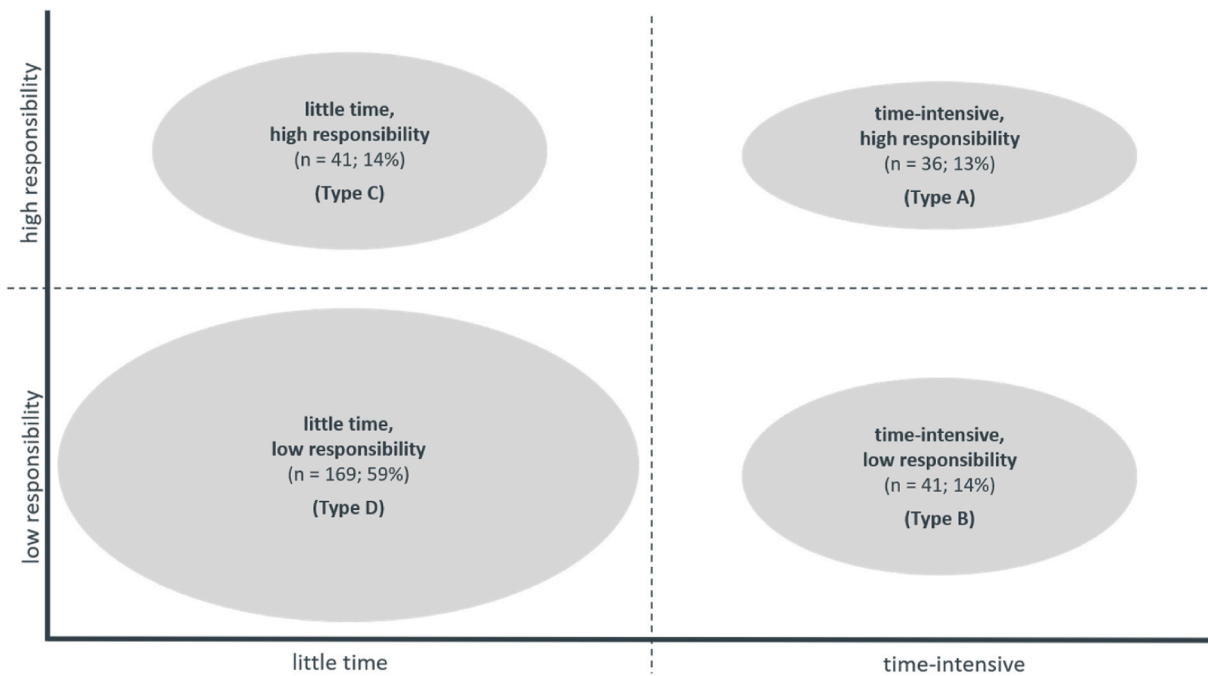 high responsibility
little time,
high responsibility
(n = 41; 14%)
(Type C)
time-intensive,
high responsibility
(n = 36; 13%)
(Type A)
low responsibility
little time,
low responsibility
(n = 169; 59%)
(Type D)
time-intensive,
low responsibility
(n = 41; 14%)
(Type B)
little time
time-intensive